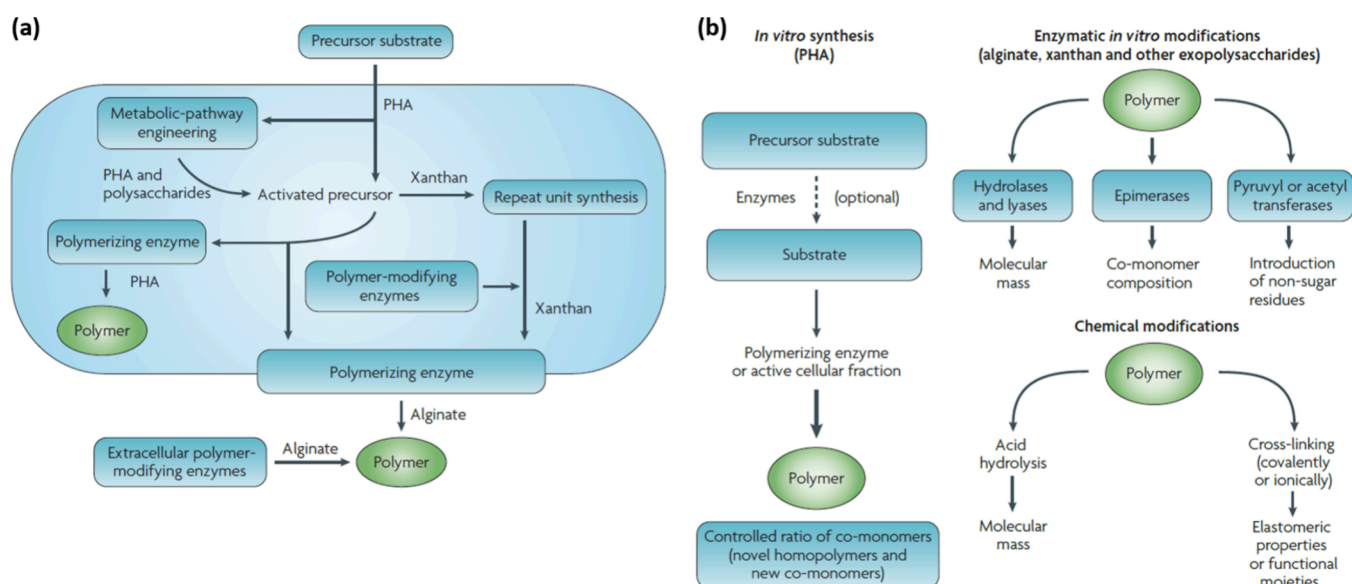 (a)
Precursor substrate
PHA
Metabolic-pathway
engineering
PHA and
polysaccharides
Activated precursor
Xanthan
Repeat unit synthesis
Polymerizing enzyme
PHA
Polymer
Polymer-modifying
enzymes
Xanthan
Polymerizing enzyme
Alginate
Extracellular polymer-
modifying enzymes
Alginate
Polymer
(b)
In vitro synthesis
(PHA)
Precursor substrate
Enzymes
(optional)
Substrate
Polymerizing enzyme
or active cellular fraction
Polymer
Controlled ratio of co-monomers
(novel homopolymers and
new co-monomers)
Enzymatic in vitro modifications
(alginate, xanthan and other exopolysaccharides)
Polymer
Hydrolases
and lyases
Epimerases
Pyruvyl or acetyl
transferases
Molecular
mass
Co-monomer
composition
Introduction
of non-sugar
residues
Chemical modifications
Polymer
Acid
hydrolysis
Cross-linking
(covalently
or ionically)
Molecular
mass
Elastomeric
properties
or functional
moieties